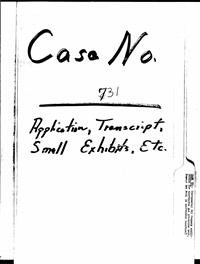 Case No.
731
Application, Transcript,
Small Exhibits, Etc.